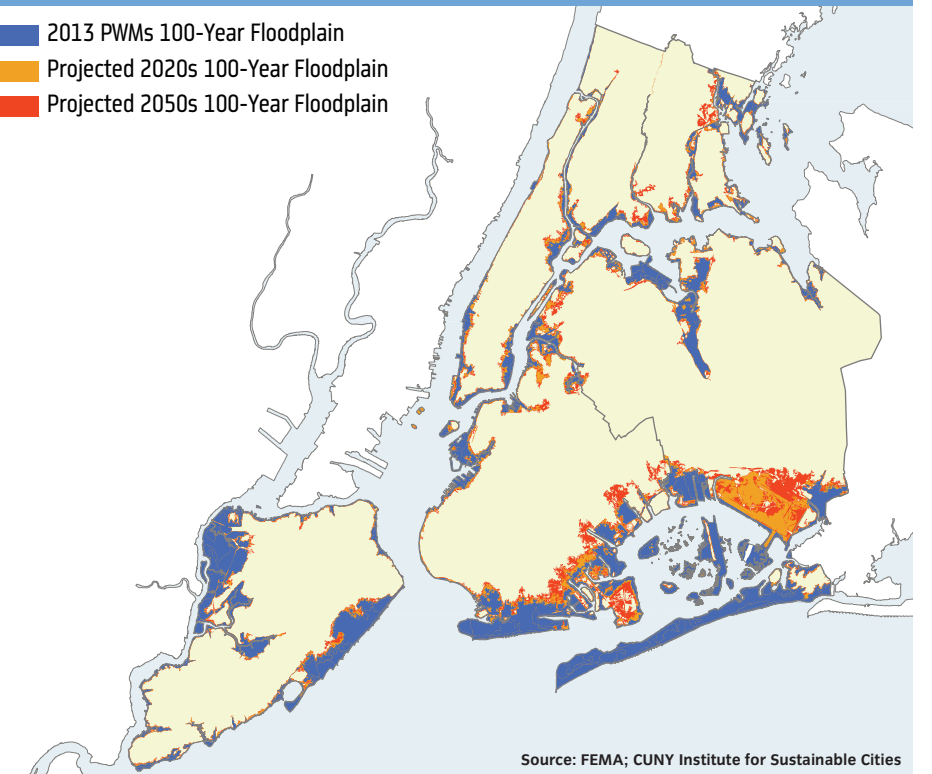 2013 PWMs 100-Year Floodplain
Projected 2020s 100-Year Floodplain
Projected 2050s 100-Year Floodplain
Source: FEMA; CUNY Institute for Sustainable Cities